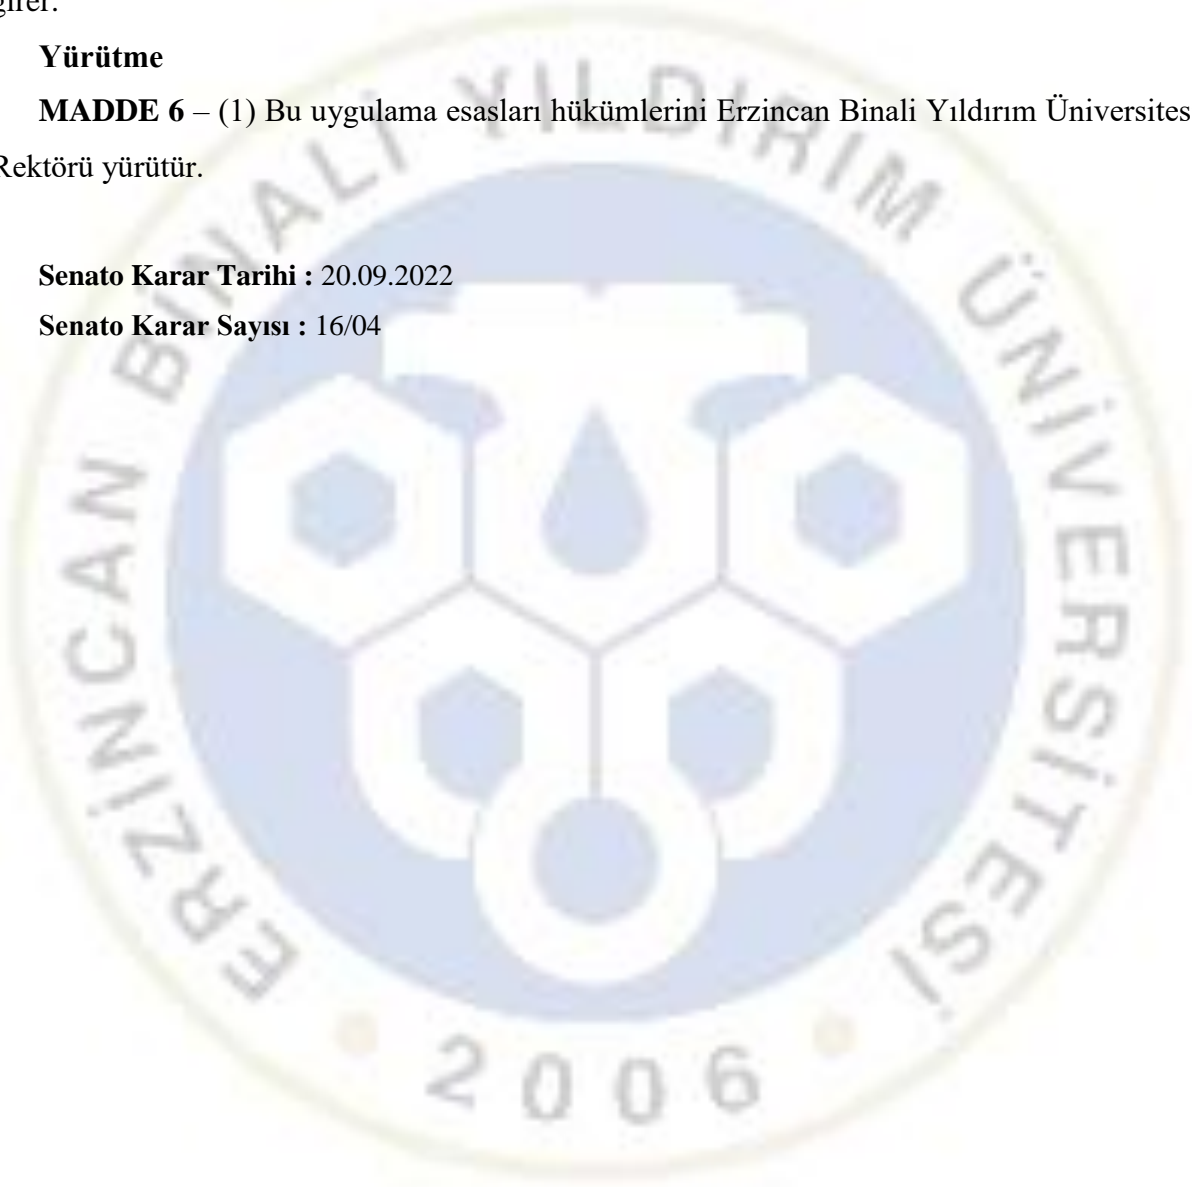 girer.
Yürütme
MADDE 6 – (1) Bu uygulama esasları hükümlerini Erzincan Binali Yıldırım Üniversites
Rektörü yürütür.
Senato Karar Tarihi : 20.09.2022
Senato Karar Sayısı : 16/04
ERZİNCAN BİNALİ YILDIRIM ÜNİVERSİTESİ
2006